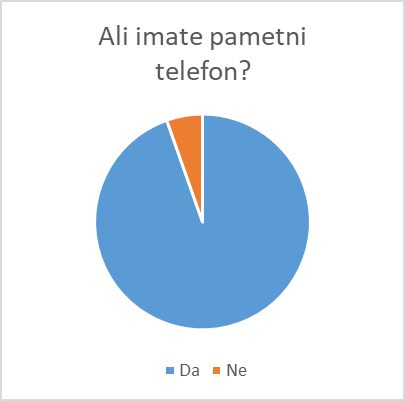 Ali imate pametni
telefon?
Da Ne